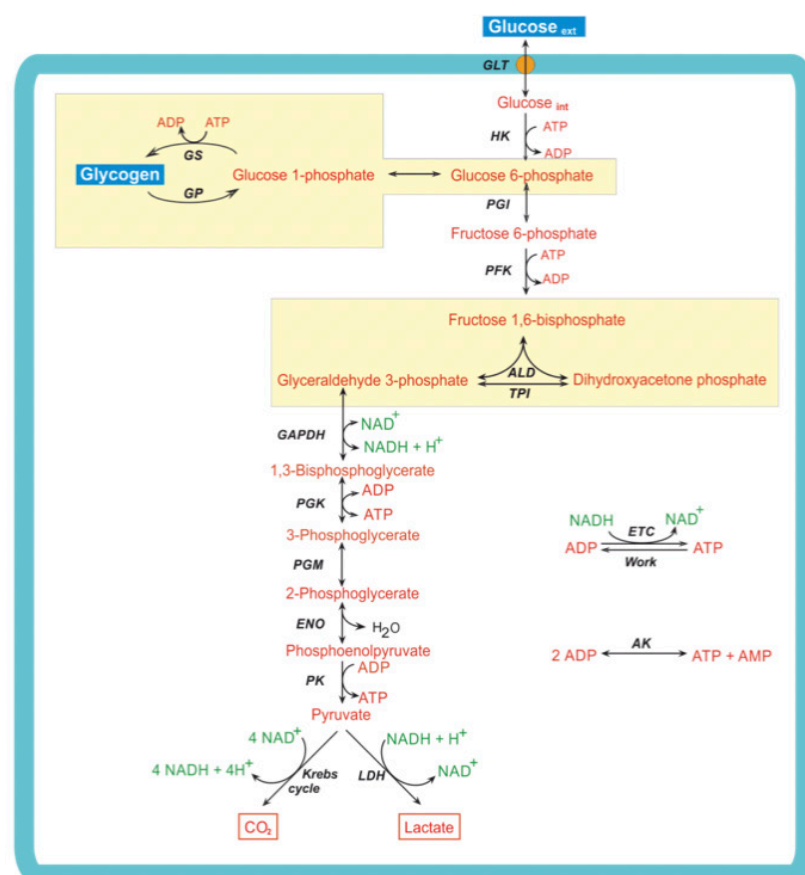 Glucose ext
GLT
Glucose int
ATP
HK
ADP
ADP ATP
GS
Glycogen
Glucose 1-phosphate
Glucose 6-phosphate
GP
PGI
Fructose 6-phosphate
ATP
PFK
ADP
Fructose 1,6-bisphosphate
ALD
Glyceraldehyde 3-phosphate
Dihydroxyacetone phosphate
TPI
NAD+
GAPDH
NADH + H+
1,3-Bisphosphoglycerate
ADP
PGK
ATP
3-Phosphoglycerate
PGM
2-Phosphoglycerate
ENO
H2O
Phosphoenolpyruvate
ADP
PK
ATP
Pyruvate
4 NAD+
NADH + H+
4 NADH + 4H+
Krebs
cycle
LDH
NAD+
CO2
Lactate
NADH
ETC
NAD+
ADP
ATP
Work
AK
2 ADP
ATP + AMP